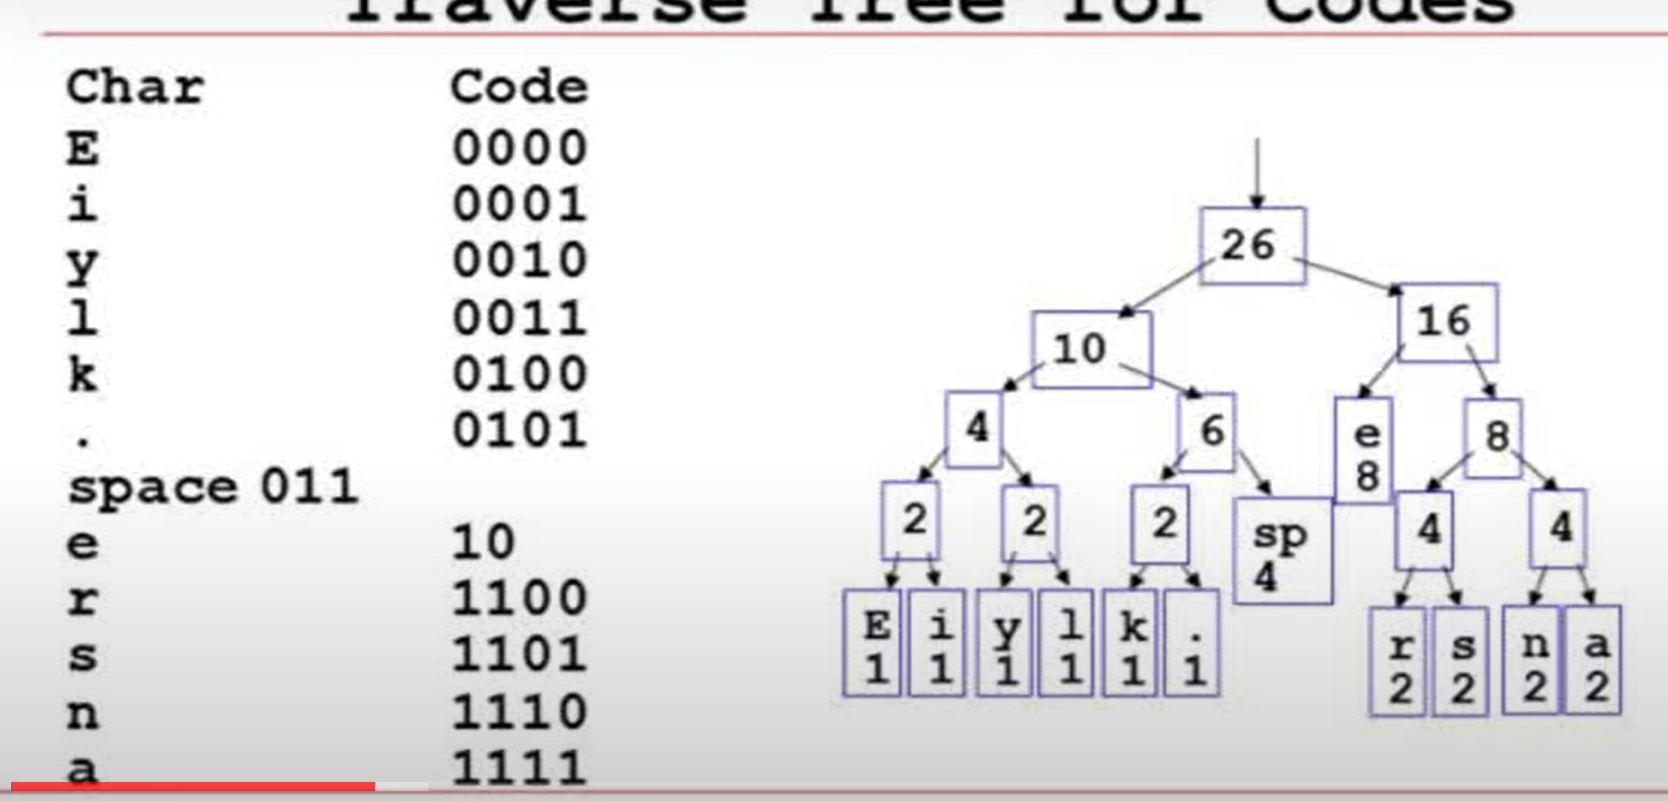 Traverse Tree for Codes
Char Code
E 0000
i 0001
y 0010
l 0011
k 0100
. 0101
space 011
e 10
r 1100
s 1101
n 1110
a 1111
26
10 16
4 6 e 8
8
2 2 2 sp 4
4 4
E i y l k .
1 1 1 1 1 1
r s n a
2 2 2 2